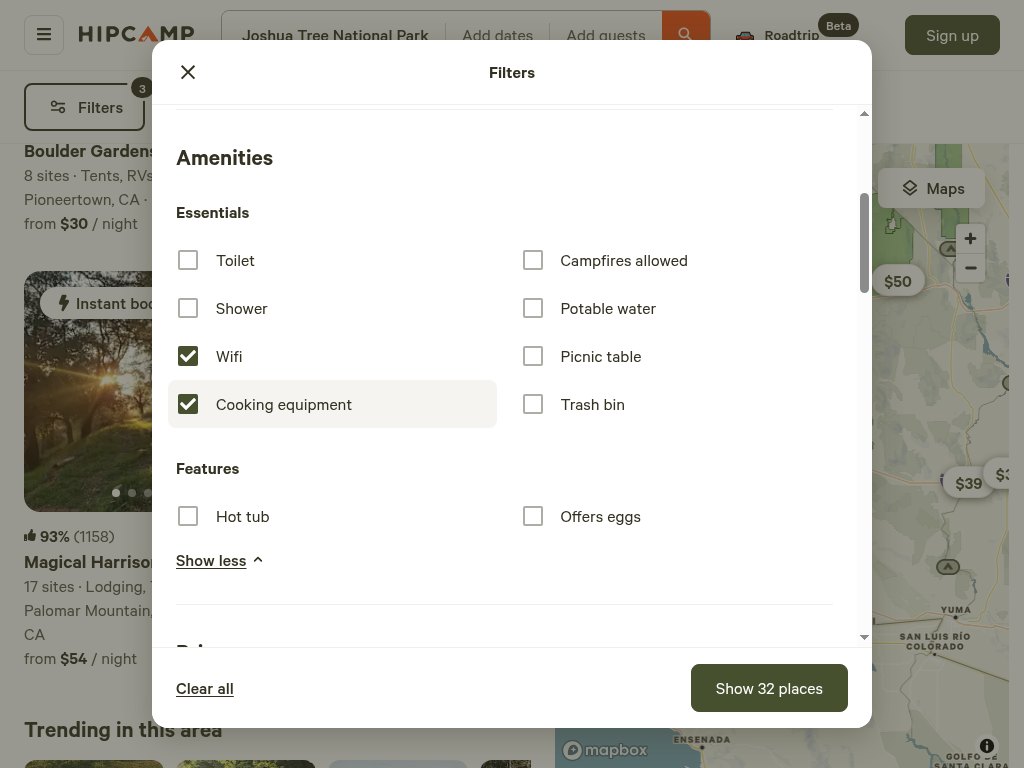 HIPCAMP
Joshua Tree National Park
Add dates
Add guests
Roadtrip
Beta
Sign up
Filters
3
Boulder Gardens
8 sites · Tents, RVs
Pioneertown, CA ·
from $30 / night
Instant
93% (1158)
Magical
17 sites · Lodging,
Palomar Mountain,
CA
from $54 / night
Trending in this area
Filters
Amenities
Essentials
Toilet
Campfires allowed
Shower
Potable water
Wifi
Picnic table
Cooking equipment
Trash bin
Features
Hot tub
Offers eggs
Show less
Clear all
Show 32 places
Maps
+
−
$50
$39
YUMA
SAN LUIS RÍO
COLORADO
ENSENADA
mapbox
GOLFO DE
SANTA CLARA